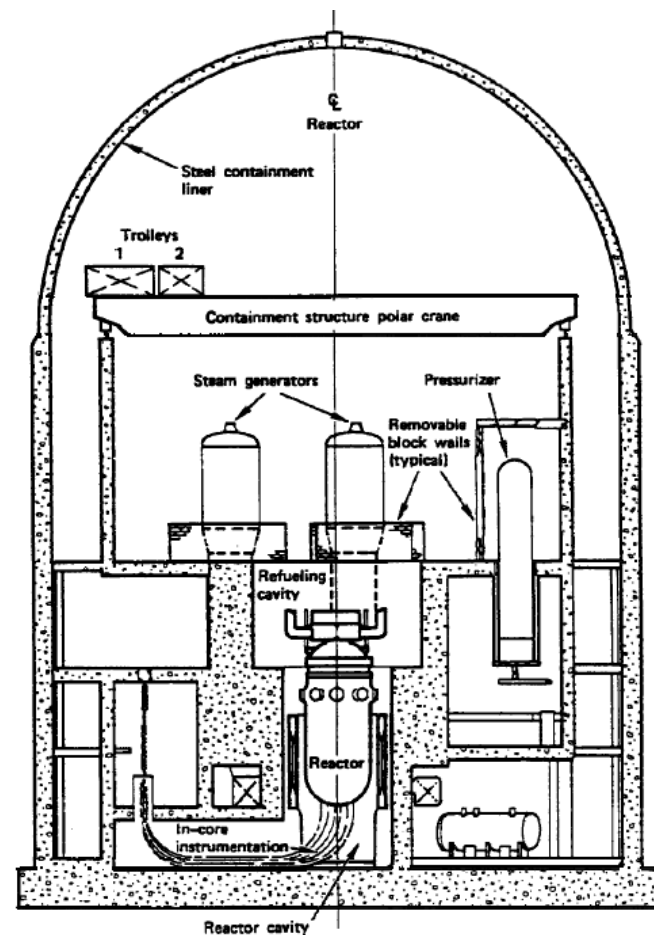 ℄
Reactor
Steel containment
liner
Trolleys
1 2
Containment structure polar crane
Steam generators
Pressurizer
Removable
block walls
(typical)
Refueling
cavity
Reactor
In-core
instrumentation
Reactor cavity